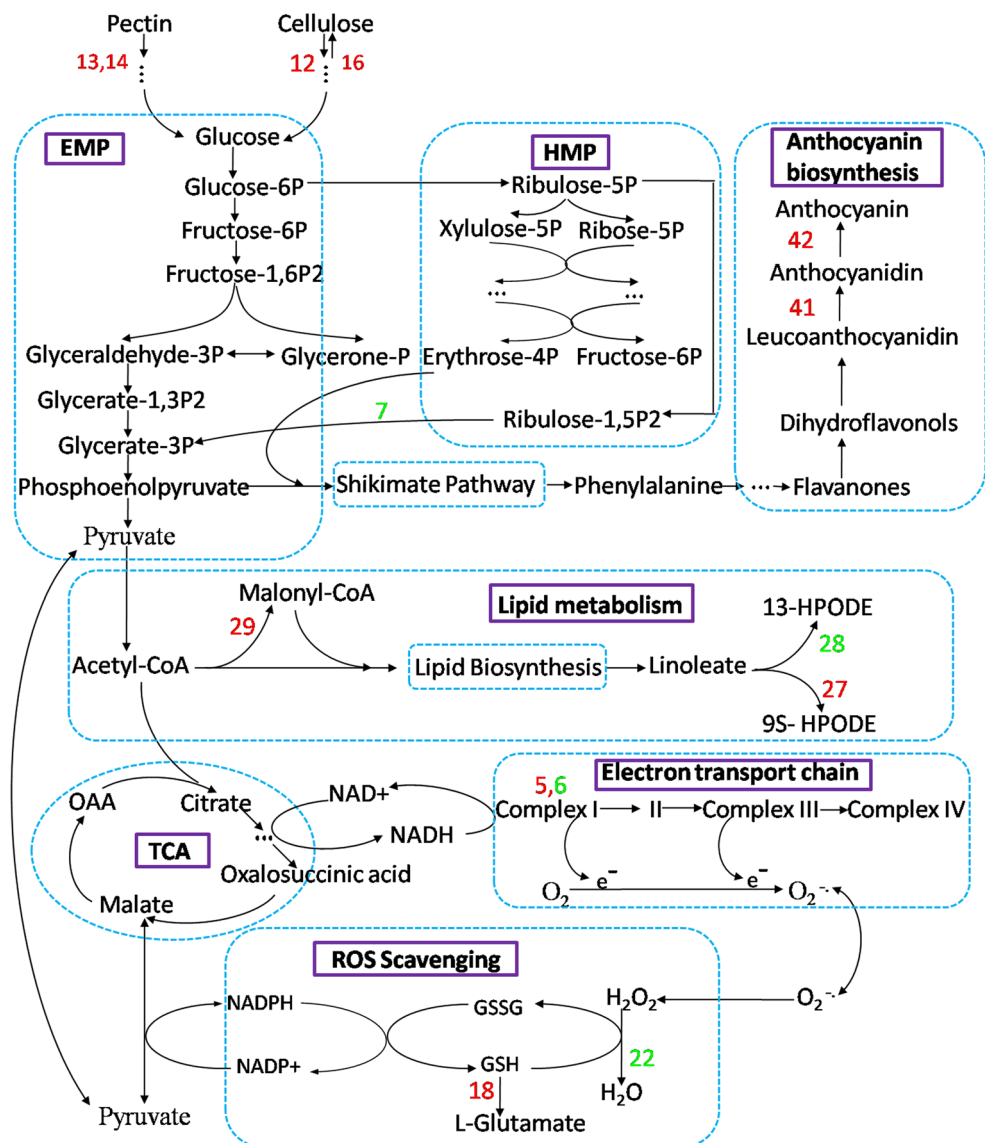 Pectin
Cellulose
13,14
12
16
⋮
⋮
EMP
Glucose
HMP
Anthocyanin
biosynthesis
Glucose-6P
Ribulose-5P
Anthocyanin
Fructose-6P
Xylulose-5P
Ribose-5P
42
Fructose-1,6P2
Anthocyanidin
...
...
41
Leucoanthocyanidin
Glyceraldehyde-3P
Glycerone-P
Erythrose-4P
Fructose-6P
Glycerate-1,3P2
7
Ribulose-1,5P2
Dihydroflavonols
Glycerate-3P
Phosphoenolpyruvate
Shikimate Pathway
Phenylalanine
...
Flavanones
Pyruvate
Malonyl-CoA
Lipid metabolism
13-HPODE
29
28
Acetyl-CoA
Lipid Biosynthesis
Linoleate
27
9S- HPODE
Electron transport chain
5,6
OAA
Citrate
NAD+
Complex I
II
Complex III
Complex IV
...
NADH
TCA
Oxalosuccinic acid
e⁻
e⁻
O₂
O₂⁻·
Malate
ROS Scavenging
NADPH
GSSG
H₂O₂
O₂⁻·
NADP+
GSH
22
18
H₂O
Pyruvate
L-Glutamate